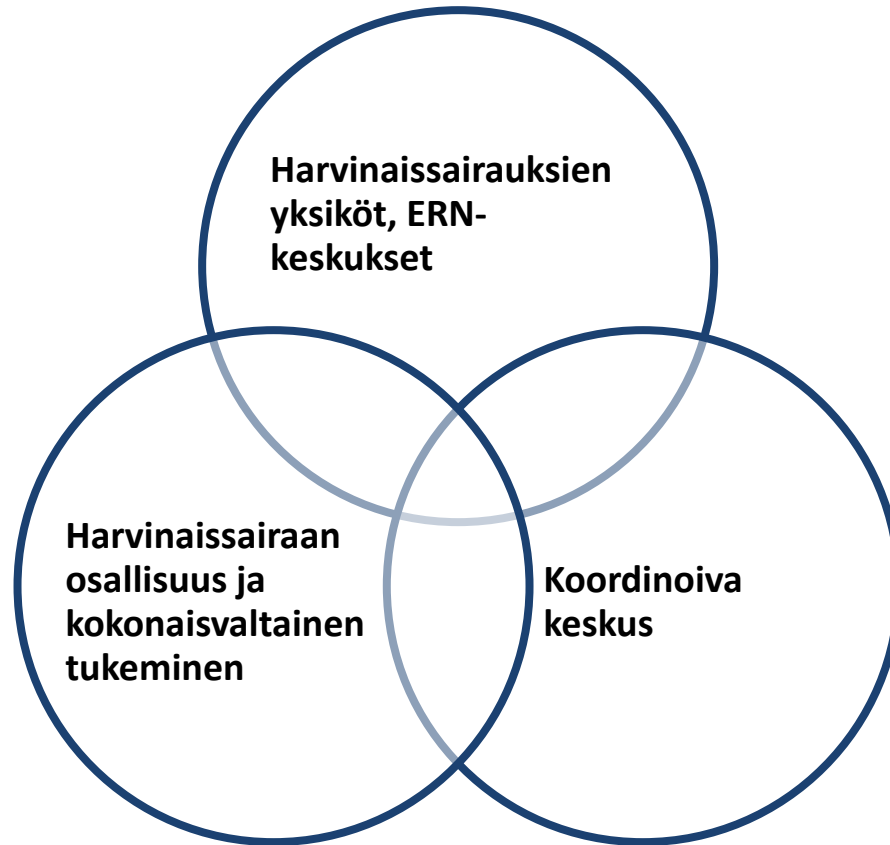 Harvinaissairauksien
yksiköt, ERN-
keskukset
Harvinaissairaan
osallisuus ja
kokonaisvaltainen
tukeminen
Koordinoiva
keskus